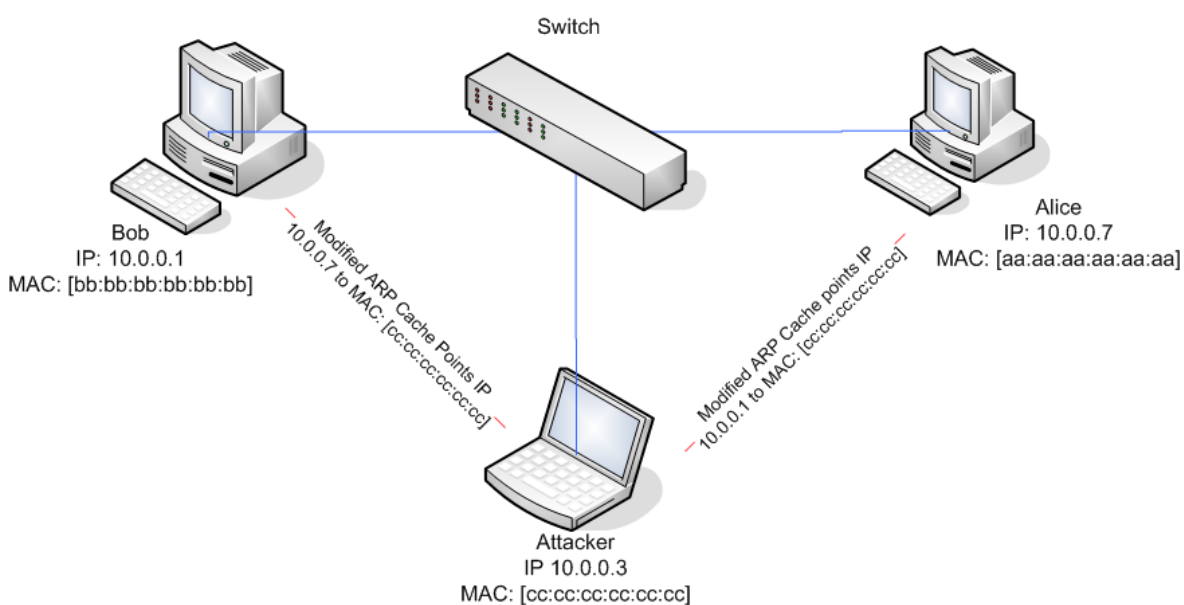 Switch
Bob
IP: 10.0.0.1
MAC: [bb:bb:bb:bb:bb:bb]
Alice
IP: 10.0.0.7
MAC: [aa:aa:aa:aa:aa:aa]
Modified ARP Cache Points IP
10.0.0.7 to MAC: [cc:cc:cc:cc:cc:cc]
Modified ARP Cache points IP
10.0.0.1 to MAC: [cc:cc:cc:cc:cc:cc]
Attacker
IP 10.0.0.3
MAC: [cc:cc:cc:cc:cc:cc]